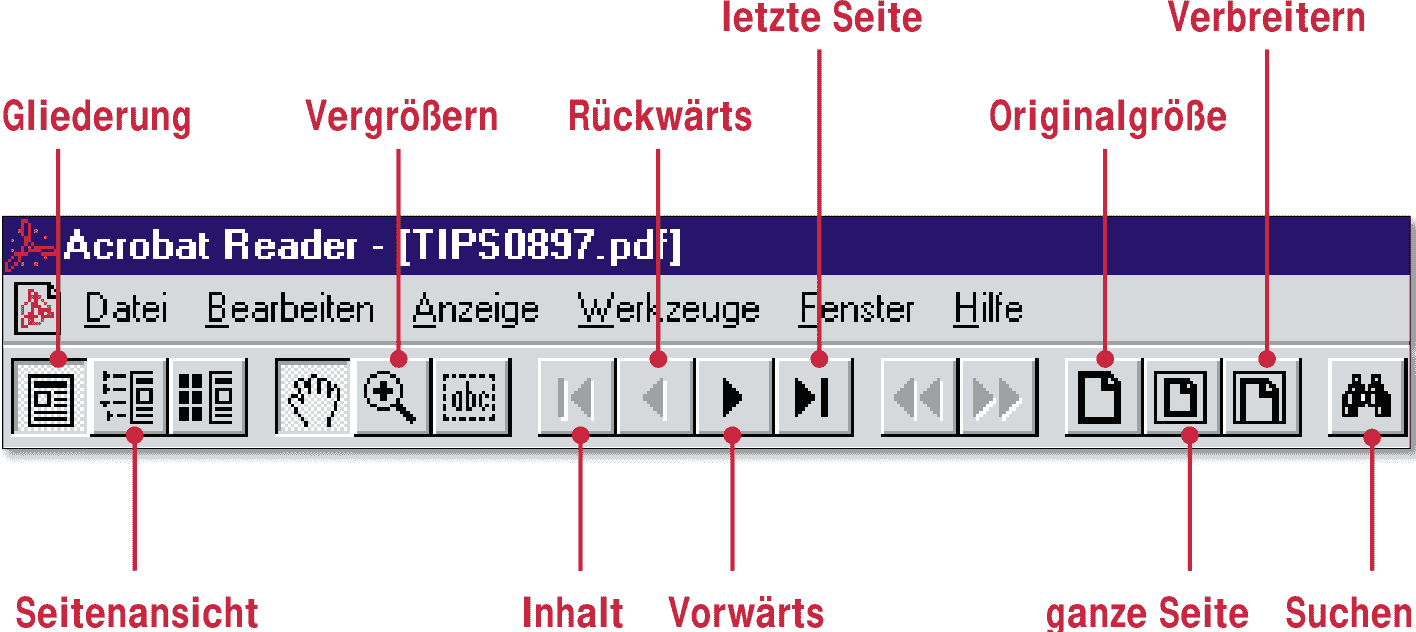 letzte Seite
Verbreitern
Gliederung
Vergrößern
Rückwärts
Originalgröße
Acrobat Reader - [TIPS0897.pdf]
Datei Bearbeiten Anzeige Werkzeuge Fenster Hilfe
abc
Seitenansicht
Inhalt
Vorwärts
ganze Seite
Suchen